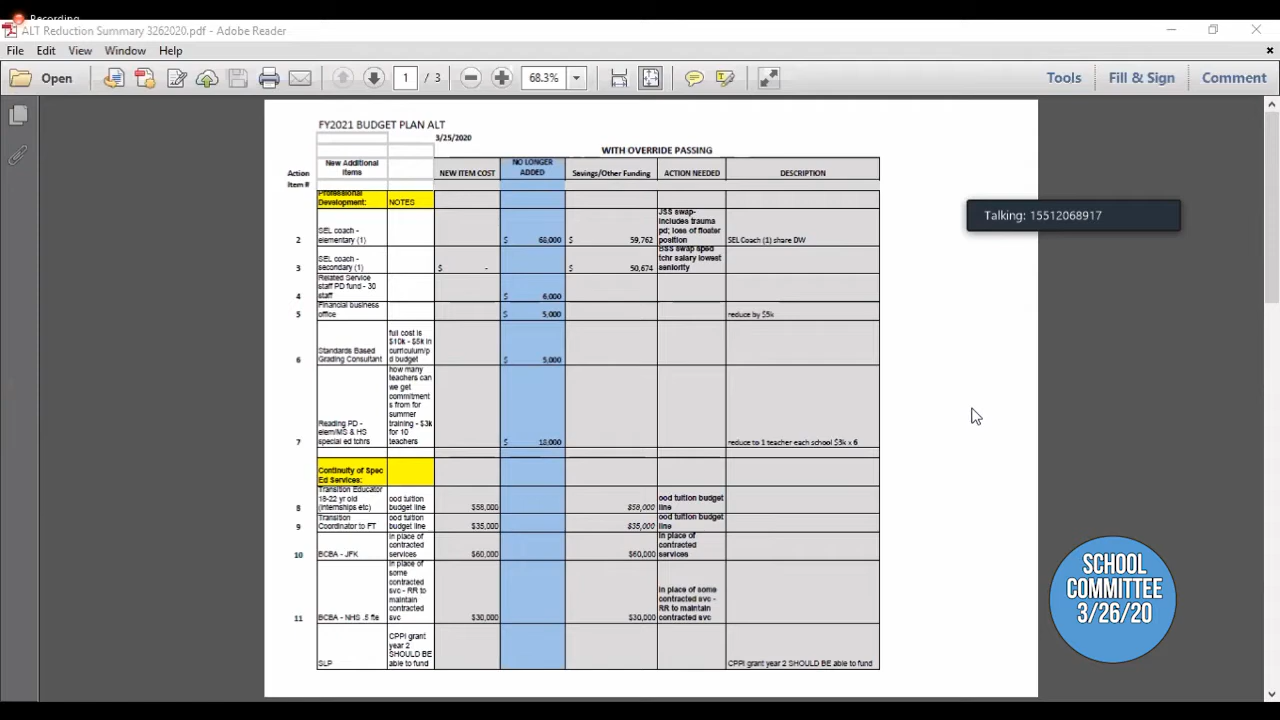 Recording
ALT Reduction Summary 3262020.pdf - Adobe Reader
File Edit View Window Help
Open 1 / 3 68.3% Tools Fill & Sign Comment
FY2021 BUDGET PLAN ALT
3/25/2020
WITH OVERRIDE PASSING
Action Item # New Additional Items NEW ITEM COST NO LONGER ADDED Savings/Other Funding ACTION NEEDED DESCRIPTION
Professional Development: NOTES
2 SEL coach - elementary (1) $ 68,000 $ 59,762 JSS swap- includes trauma pd; loss of floater position SEL Coach (1) share DW
3 SEL coach - secondary (1) $ - $ 50,674 BSS swap sped tchr salary lowest seniority
4 Related Service staff PD fund - 30 staff $ 6,000
5 Financial business office $ 5,000 reduce by $5k
6 Standards Based Grading Consultant full cost is $10k - $5k in curriculum/pd budget $ 5,000
7 Reading PD - elem/MS & HS special ed tchrs how many teachers can we get commitments from for summer training - $3k for 10 teachers $ 18,000 reduce to 1 teacher each school $3k x 6
Continuity of Spec Ed Services:
8 Transition Educator 18-22 yr old (internships etc) ood tuition budget line $58,000 $58,000 ood tuition budget line
9 Transition Coordinator to FT ood tuition budget line $35,000 $35,000 ood tuition budget line
10 BCBA - JFK in place of contracted services $60,000 $60,000 in place of contracted services
11 BCBA - NHS .5 fte in place of some contracted svc - RR to maintain contracted svc $30,000 $30,000 in place of some contracted svc - RR to maintain contracted svc
SLP CPPI grant year 2 SHOULD BE able to fund CPPI grant year 2 SHOULD BE able to fund
Talking: 15512068917
SCHOOL
COMMITTEE
3/26/20